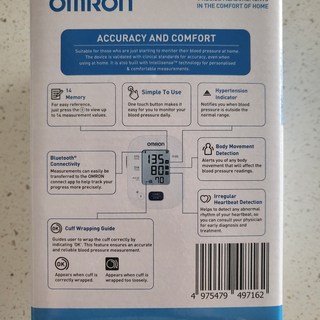 OMRON
IN THE COMFORT OF HOME
ACCURACY AND COMFORT
Suitable for those who are just starting to monitor their blood pressure at home.
The device is validated with clinical standards for accuracy, even when
using at home. It is also built with Intellisense™ technology for personalised
& comfortable measurements.
14
Memory
For easy reference,
just press the
to view up
to 14 measurement values.
Simple To Use
One touch button makes it
easy for you to monitor your
blood pressure daily.
Hypertension
Indicator
Notifies you when blood
pressure is outside the
normal range.
Bluetooth®
Connectivity
Measurements can easily be
transferred to the OMRON
connect app to help track your
progress more precisely.
OMRON
135
80
70
Body Movement
Detection
Alerts you of any body
movement that will affect the
blood pressure readings.
Irregular
Heartbeat Detection
Helps to detect any abnormal
rhythm of your heartbeat, so
you can consult your physician
for early diagnosis and
treatment.
OK Cuff Wrapping Guide
Guides user to wrap the cuff correctly by
indicating 'OK'. This feature ensures an accurate
and reliable blood pressure measurement.
OK
Appears when cuff is
correctly wrapped.
Appears when cuff is
wrapped too loosely.
4 975479 497162